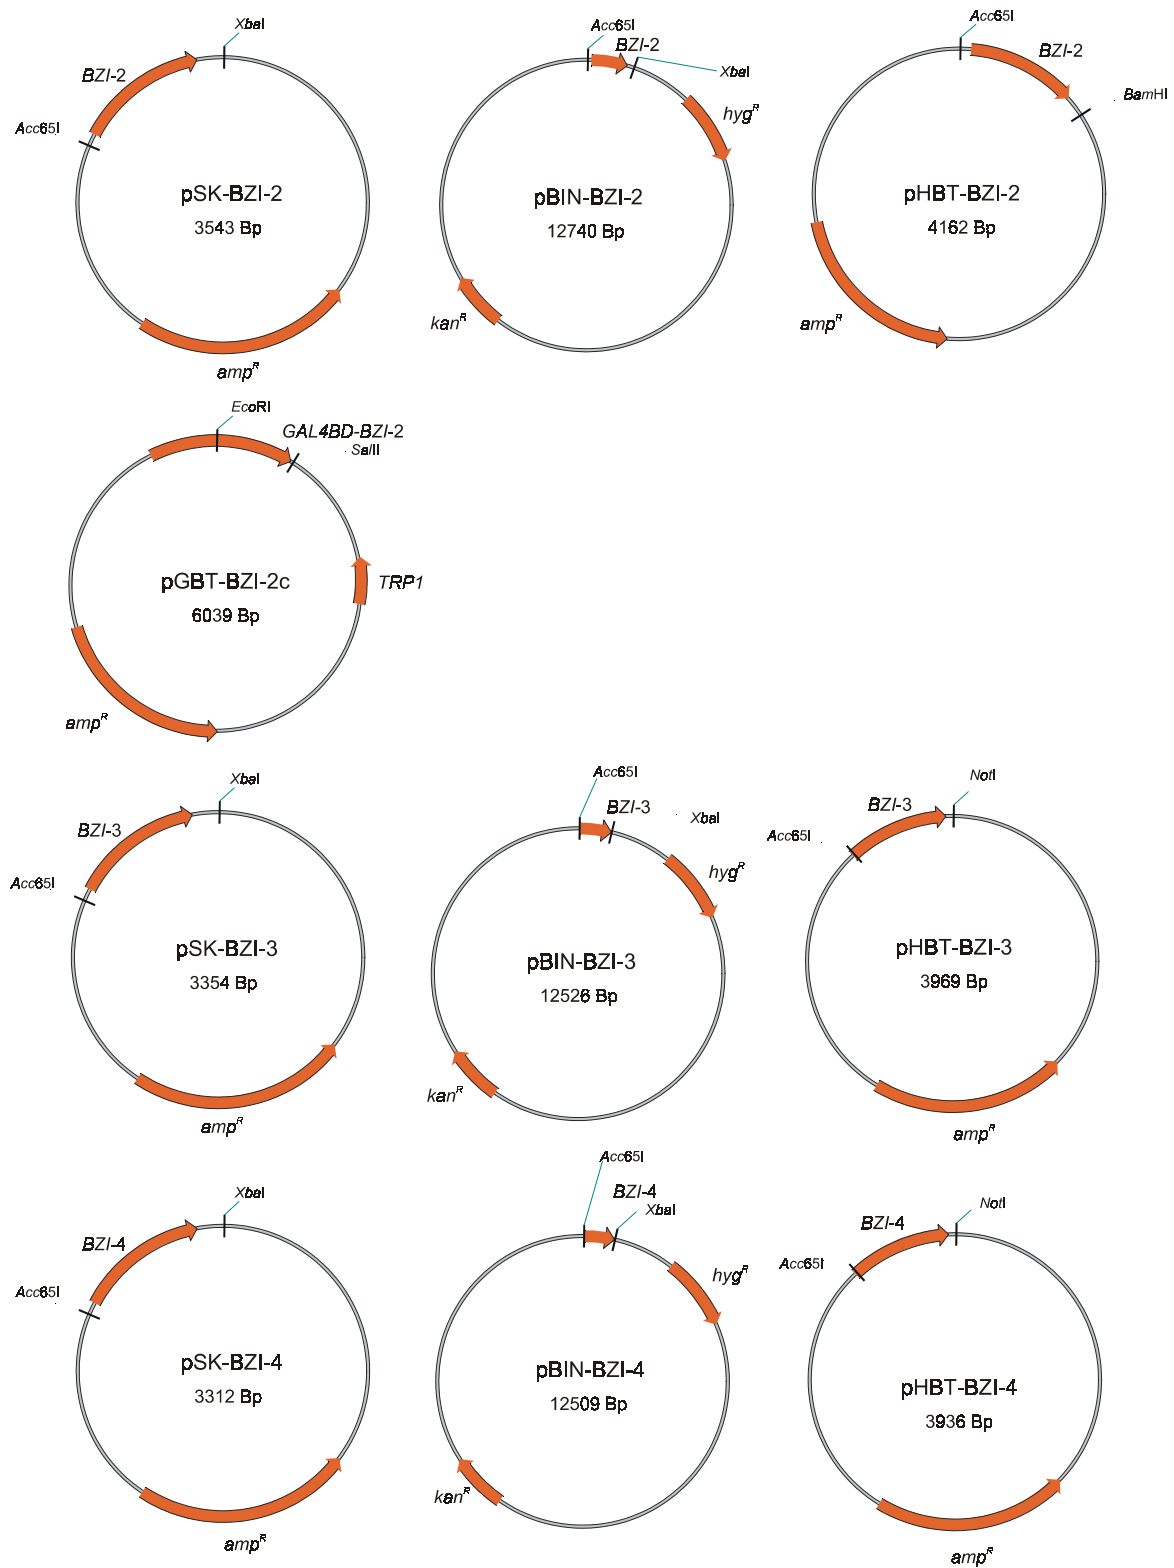 XbaI
BZI-2
Acc65I
pSK-BZI-2
3543 Bp
ampR
Acc65I
BZI-2
XbaI
hygR
pBIN-BZI-2
12740 Bp
kanR
Acc65I
BZI-2
BamHI
pHBT-BZI-2
4162 Bp
ampR
EcoRI
GAL4BD-BZI-2
SalII
pGBT-BZI-2c
6039 Bp
TRP1
ampR
XbaI
BZI-3
Acc65I
pSK-BZI-3
3354 Bp
ampR
Acc65I
BZI-3
XbaI
hygR
pBIN-BZI-3
12526 Bp
kanR
NotI
BZI-3
Acc65I
pHBT-BZI-3
3969 Bp
ampR
XbaI
BZI-4
Acc65I
pSK-BZI-4
3312 Bp
ampR
Acc65I
BZI-4
XbaI
hygR
pBIN-BZI-4
12509 Bp
kanR
NotI
BZI-4
Acc65I
pHBT-BZI-4
3936 Bp
ampR